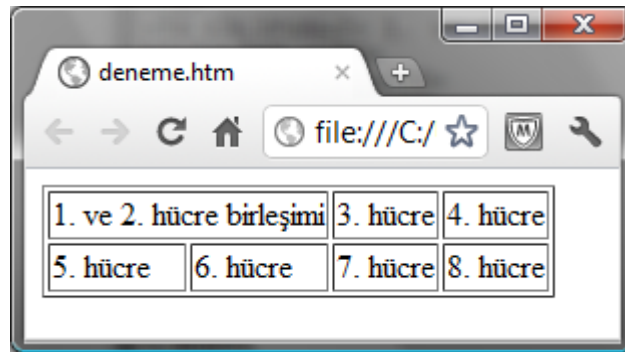 deneme.htm
file:///C:/
1. ve 2. hücre birleşimi 3. hücre 4. hücre
5. hücre 6. hücre 7. hücre 8. hücre